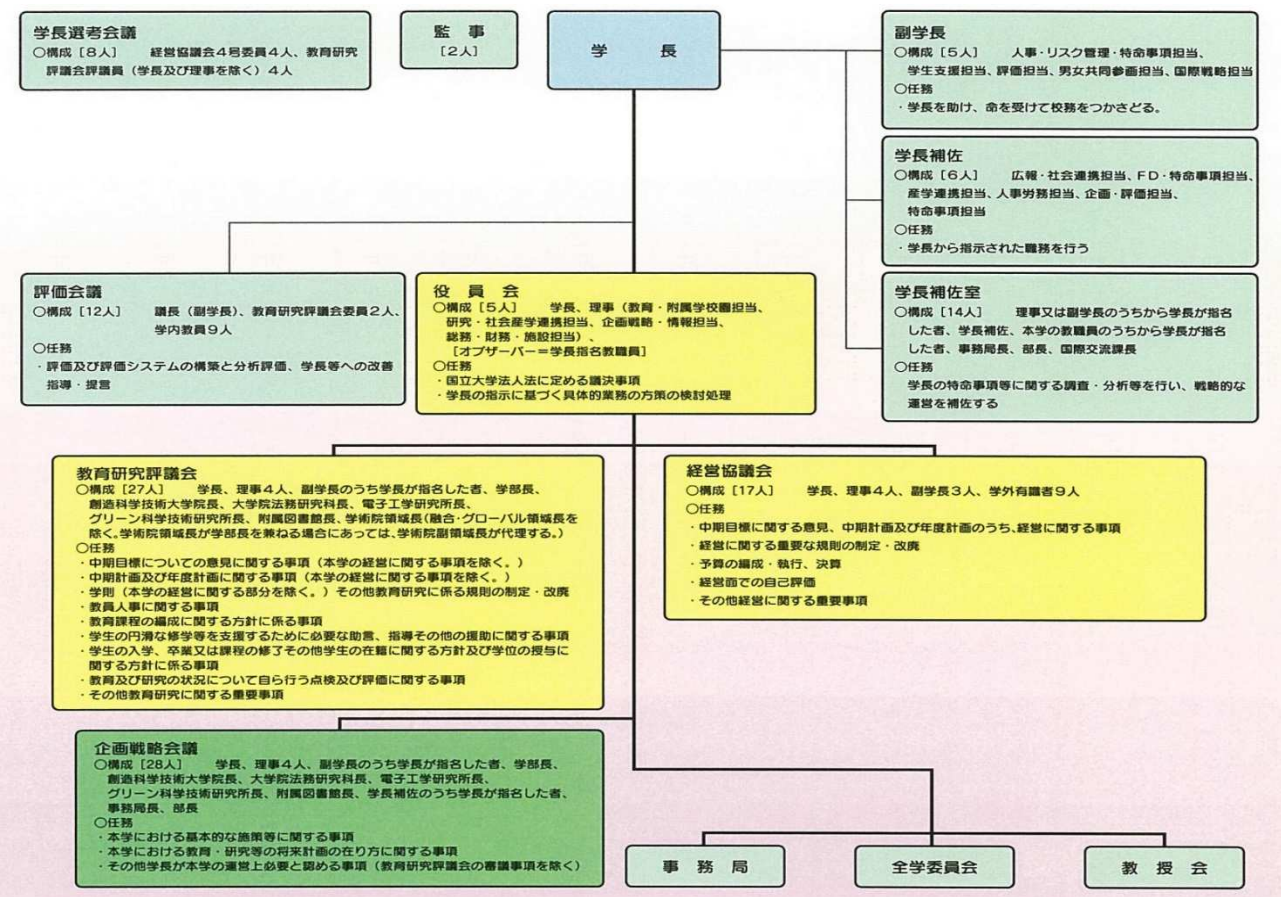 学長選考会議
○構成［8人］　経営協議会4号委員4人、教育研究
評議会評議員（学長及び理事を除く）4人
監　事
［2人］
学　長
副学長
○構成［5人］　人事・リスク管理・特命事項担当、
学生支援担当、評価担当、男女共同参画担当、国際戦略担当
○任務
・学長を助け、命を受けて校務をつかさどる。
学長補佐
○構成［6人］　広報・社会連携担当、FD・特命事項担当、
産学連携担当、人事労務担当、企画・評価担当、
特命事項担当
○任務
・学長から指示された職務を行う
学長補佐室
○構成［14人］　理事又は副学長のうちから学長が指名
した者、学長補佐、本学の教職員のうちから学長が指名
した者、事務局長、部長、国際交流課長
○任務
学長の特命事項等に関する調査・分析等を行い、戦略的な
運営を補佐する
評価会議
○構成［12人］　議長（副学長）、教育研究評議会委員2人、
学内教員9人
○任務
・評価及び評価システムの構築と分析評価、学長等への改善
指導・提言
役　員　会
○構成［5人］　学長、理事（教育・附属学校園担当、
研究・社会産学連携担当、企画戦略・情報担当、
総務・財務・施設担当）、
［オブザーバー＝学長指名教職員］
○任務
・国立大学法人法に定める議決事項
・学長の指示に基づく具体的業務の方策の検討処理
教育研究評議会
○構成［27人］　学長、理事4人、副学長のうち学長が指名した者、学部長、
創造科学技術大学院長、大学院法務研究科長、電子工学研究所長、
グリーン科学技術研究所長、附属図書館長、学術院領域長（融合・グローバル領域長を
除く。学術院領域長が学部長を兼ねる場合にあっては、学術院副領域長が代理する。）
○任務
・中期目標についての意見に関する事項（本学の経営に関する事項を除く。）
・中期計画及び年度計画に関する事項（本学の経営に関する事項を除く。）
・学則（本学の経営に関する部分を除く。）その他教育研究に係る規則の制定・改廃
・教員人事に関する事項
・教育課程の編成に関する方針に係る事項
・学生の円滑な修学等を支援するために必要な助言、指導その他の援助に関する事項
・学生の入学、卒業又は課程の修了その他学生の在籍に関する方針及び学位の授与に
関する方針に係る事項
・教育及び研究の状況について自ら行う点検及び評価に関する事項
・その他教育研究に関する重要事項
経営協議会
○構成［17人］　学長、理事4人、副学長3人、学外有識者9人
○任務
・中期目標に関する意見、中期計画及び年度計画のうち、経営に関する事項
・経営に関する重要な規則の制定・改廃
・予算の編成・執行、決算
・経営面での自己評価
・その他経営に関する重要事項
企画戦略会議
○構成［28人］　学長、理事4人、副学長のうち学長が指名した者、学部長、
創造科学技術大学院長、大学院法務研究科長、電子工学研究所長、
グリーン科学技術研究所長、附属図書館長、学長補佐のうち学長が指名した者、
事務局長、部長
○任務
・本学における基本的な施策等に関する事項
・本学における教育・研究等の将来計画の在り方に関する事項
・その他学長が本学の運営上必要と認める事項（教育研究評議会の審議事項を除く）
事　務　局
全学委員会
教　授　会